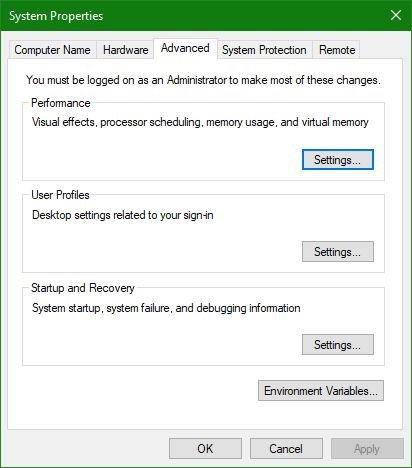 System Properties
Computer Name Hardware Advanced System Protection Remote
You must be logged on as an Administrator to make most of these changes.
Performance
Visual effects, processor scheduling, memory usage, and virtual memory
Settings...
User Profiles
Desktop settings related to your sign-in
Settings...
Startup and Recovery
System startup, system failure, and debugging information
Settings...
Environment Variables...
OK Cancel Apply